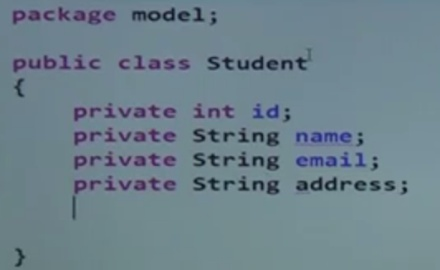 package model;
public class Student
{
private int id;
private String name;
private String email;
private String address;
}